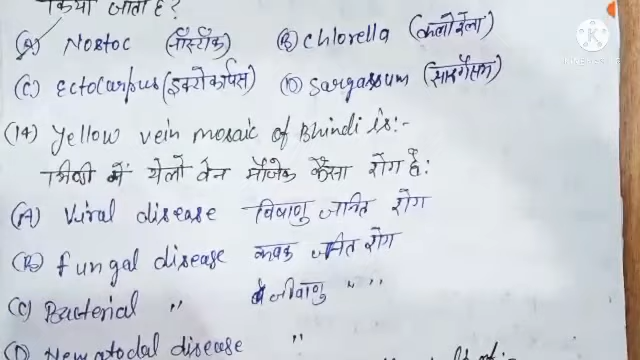 किया जाता है?
(a) Nostoc (नॉस्टॉक) (B) Chlorella (क्लोरेला)
(C) Ectocarpus (इक्टोकार्पस) (D) Sargassum (सारगैसम)
(14) Yellow vein mosaic of Bhindi is:-
भिन्डी में येलो वेन मौजेक कैसा रोग है:
(A) Viral disease विषाणु जनित रोग
(B) fungal disease कवक जनित रोग
(C) Bacterial " जीवाणु " "
(D) Nematodal disease "